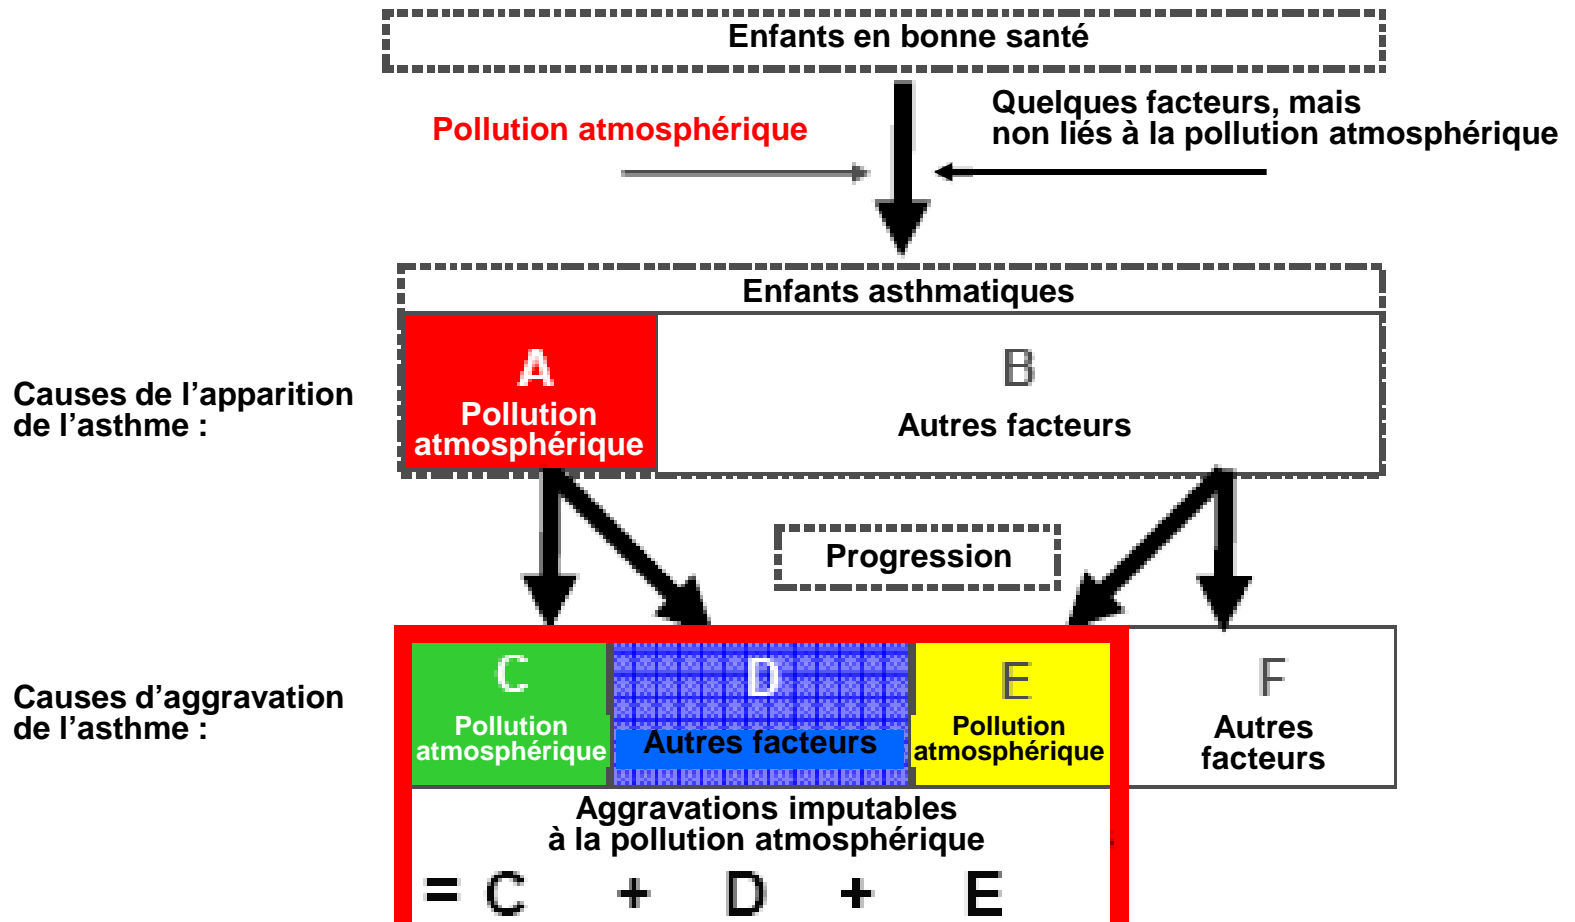 Enfants en bonne santé
Pollution atmosphérique
Quelques facteurs, mais
non liés à la pollution atmosphérique
Enfants asthmatiques
Causes de l’apparition
de l’asthme :
A
Pollution
atmosphérique
B
Autres facteurs
Progression
Causes d’aggravation
de l’asthme :
C
Pollution
atmosphérique
D
Autres facteurs
E
Pollution
atmosphérique
F
Autres
facteurs
Aggravations imputables
à la pollution atmosphérique
= C + D + E